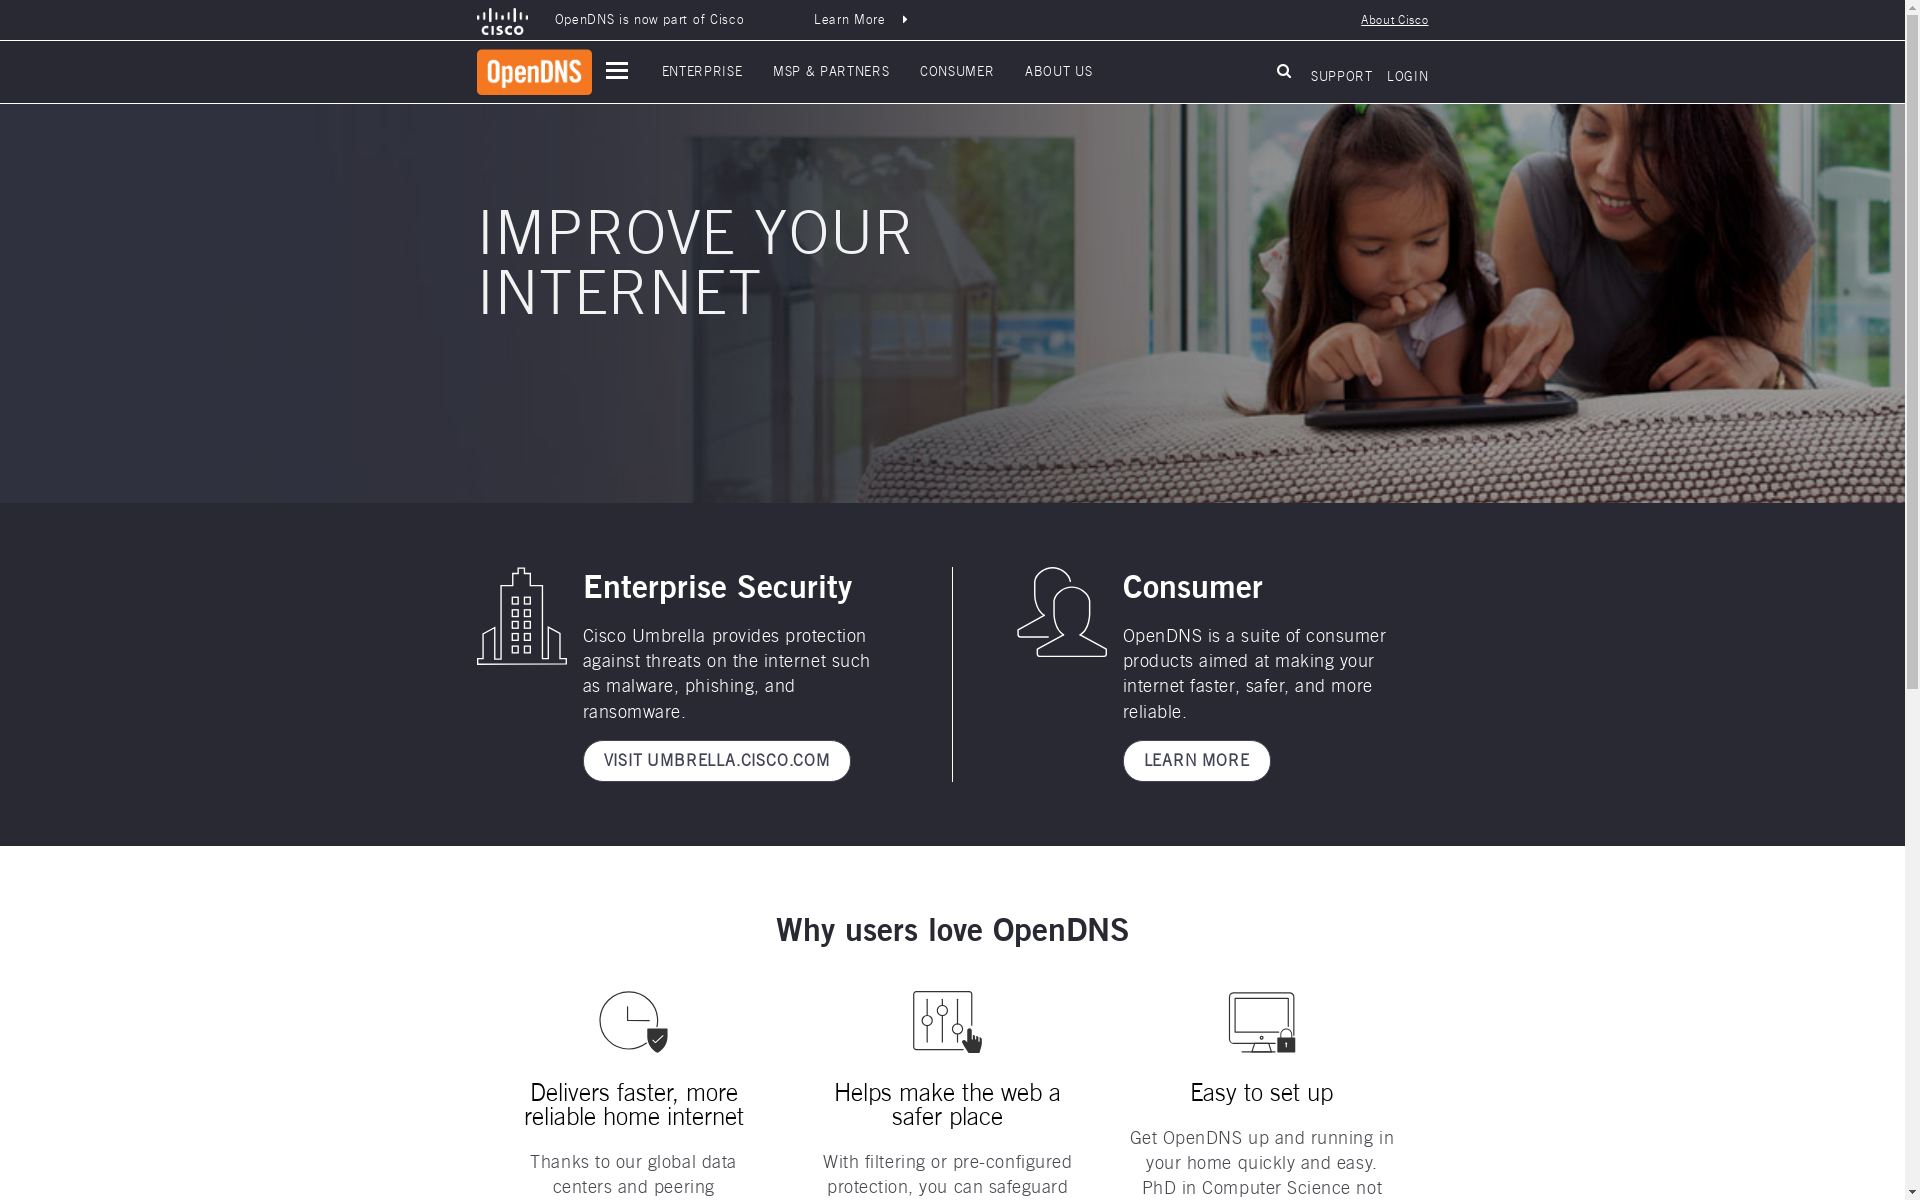 CISCO
OpenDNS is now part of Cisco
Learn More
About Cisco
OpenDNS
ENTERPRISE
MSP & PARTNERS
CONSUMER
ABOUT US
SUPPORT
LOGIN
IMPROVE YOUR
INTERNET
Enterprise Security
Cisco Umbrella provides protection
against threats on the internet such
as malware, phishing, and
ransomware.
VISIT UMBRELLA.CISCO.COM
Consumer
OpenDNS is a suite of consumer
products aimed at making your
internet faster, safer, and more
reliable.
LEARN MORE
Why users love OpenDNS
Delivers faster, more
reliable home internet
Thanks to our global data
centers and peering
Helps make the web a
safer place
With filtering or pre-configured
protection, you can safeguard
Easy to set up
Get OpenDNS up and running in
your home quickly and easy.
PhD in Computer Science not